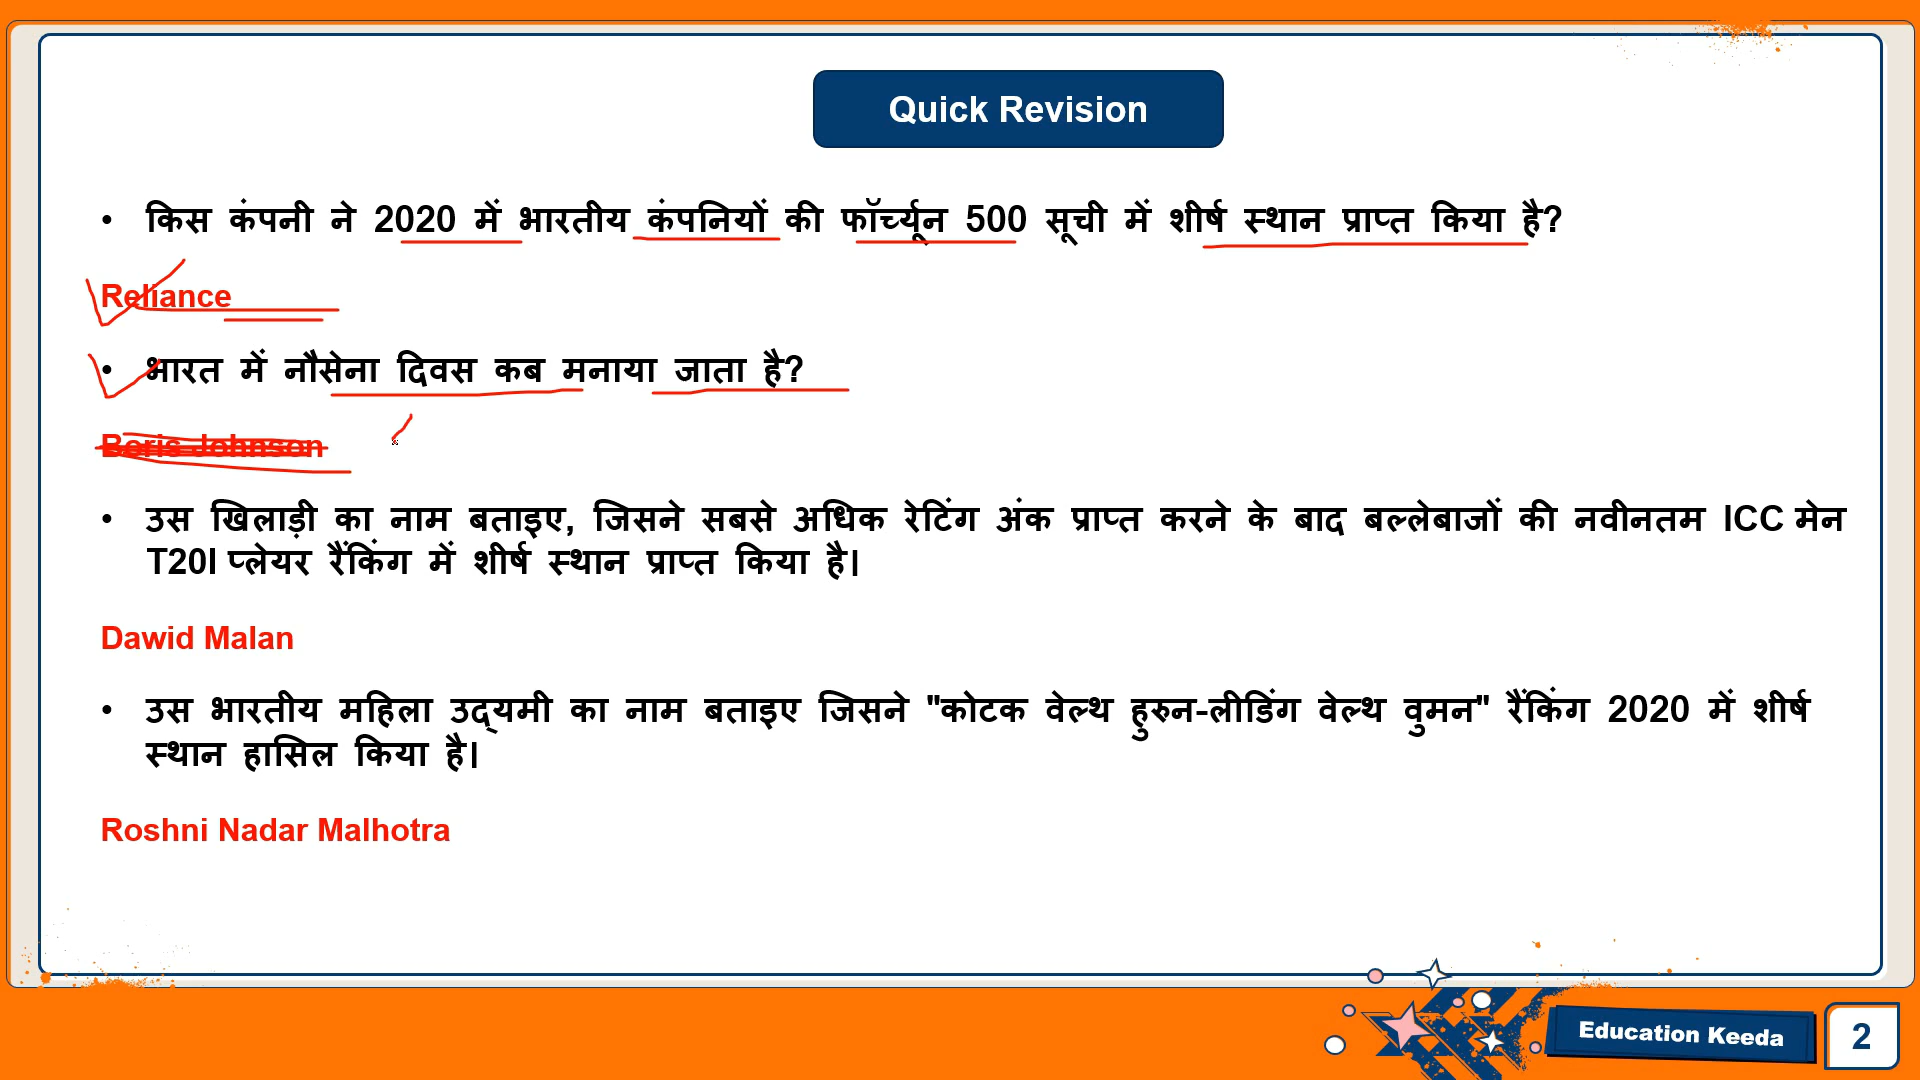 Quick Revision
• किस कंपनी ने 2020 में भारतीय कंपनियों की फॉर्च्यून 500 सूची में शीर्ष स्थान प्राप्त किया है?
Reliance
• भारत में नौसेना दिवस कब मनाया जाता है?
Boris Johnson
• उस खिलाड़ी का नाम बताइए, जिसने सबसे अधिक रेटिंग अंक प्राप्त करने के बाद बल्लेबाजों की नवीनतम ICC मेन
T20I प्लेयर रैंकिंग में शीर्ष स्थान प्राप्त किया है।
Dawid Malan
• उस भारतीय महिला उद्यमी का नाम बताइए जिसने "कोटक वेल्थ हुरुन-लीडिंग वेल्थ वुमन" रैंकिंग 2020 में शीर्ष
स्थान हासिल किया है।
Roshni Nadar Malhotra
Education Keeda
2